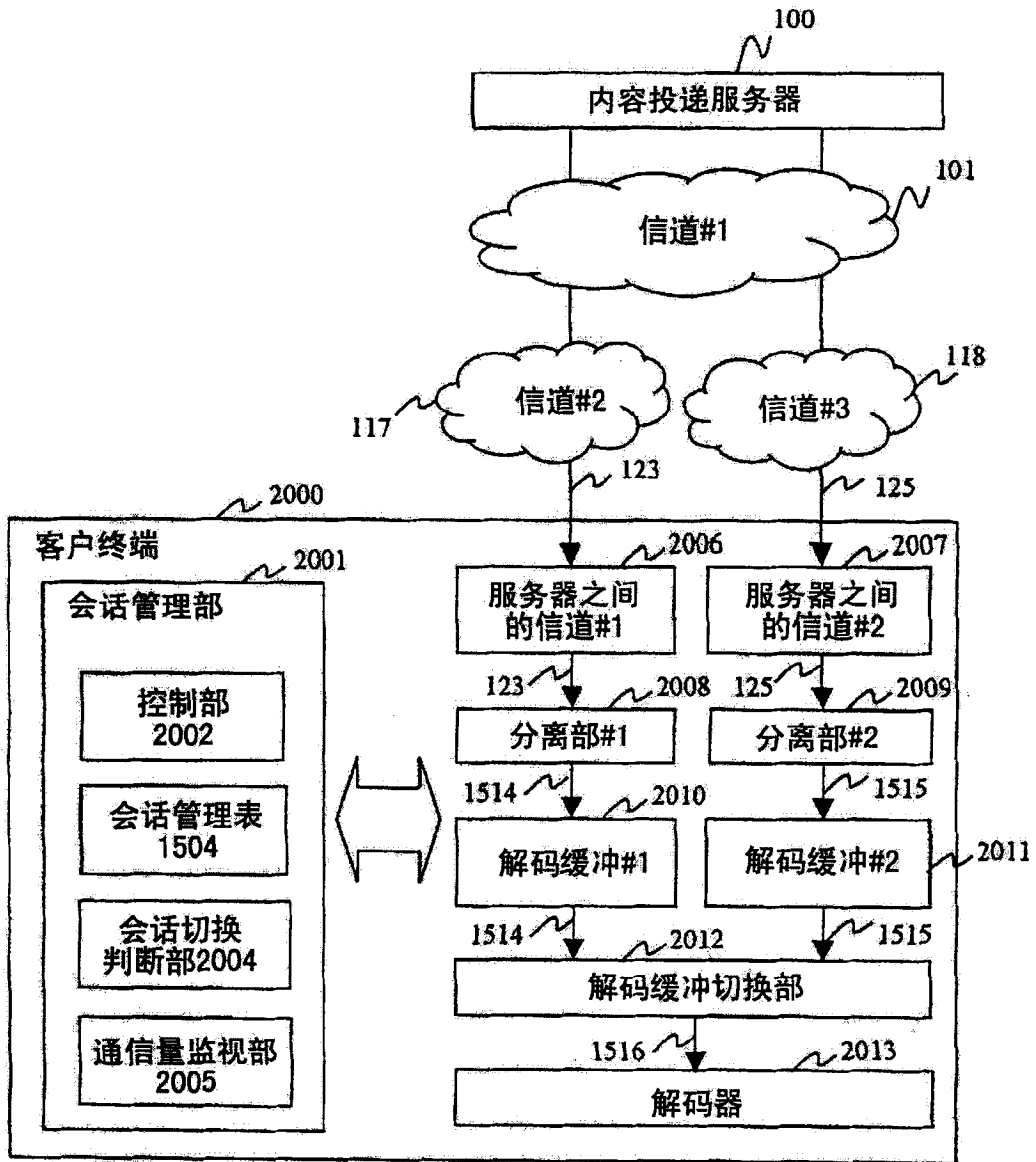 100
内容投递服务器
101
信道#1
118
信道#2
信道#3
117
123
125
2000
客户终端
2001
会话管理部
2006
2007
服务器之间
的信道#1
服务器之间
的信道#2
控制部
2002
123
2008
125
2009
分离部#1
分离部#2
会话管理表
1504
1514
2010
1515
解码缓冲#1
解码缓冲#2
2011
会话切换
判断部2004
1514
2012
1515
解码缓冲切换部
通信量监视部
2005
1516
2013
解码器